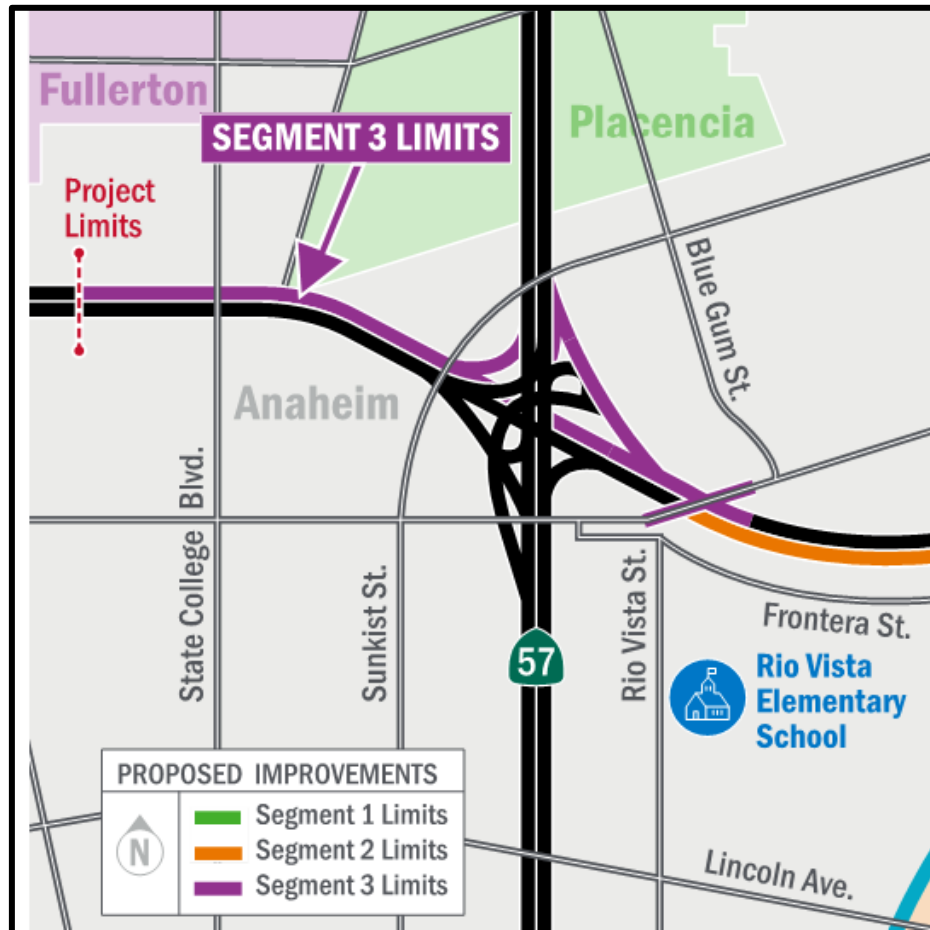 Fullerton
SEGMENT 3 LIMITS
Placencia
Project
Limits
Blue Gum St.
Anaheim
State College Blvd.
Sunkist St.
Rio Vista St.
Frontera St.
57
Rio Vista
Elementary
School
PROPOSED IMPROVEMENTS
N
Segment 1 Limits
Segment 2 Limits
Segment 3 Limits
Lincoln Ave.